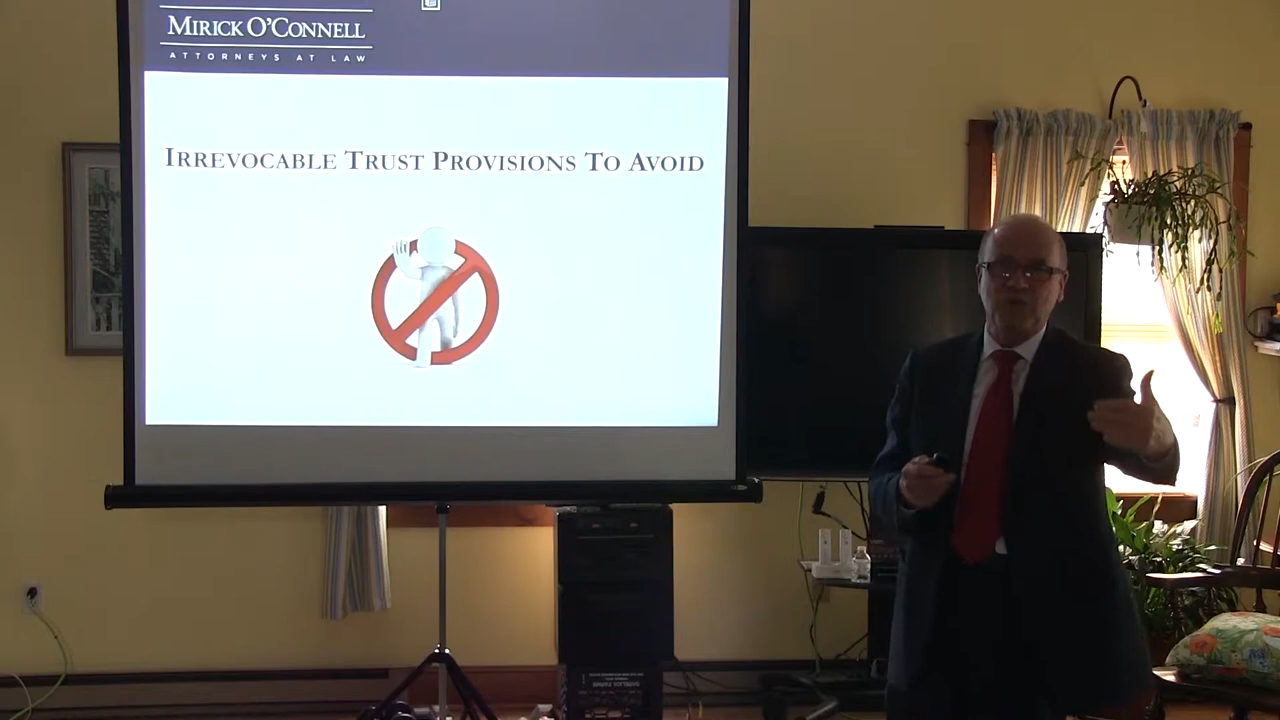 MIRICK O'CONNELL
ATTORNEYS AT LAW
IRREVOCABLE TRUST PROVISIONS TO AVOID